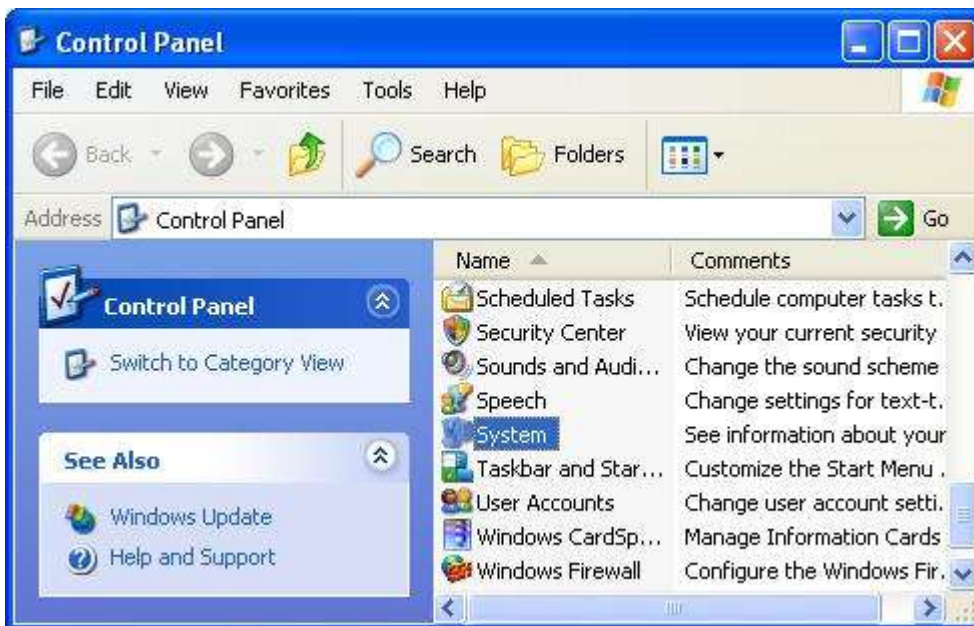 Control Panel
File Edit View Favorites Tools Help
Back Search Folders
Address Control Panel Go
Control Panel
Switch to Category View
See Also
Windows Update
Help and Support
Name Comments
Scheduled Tasks Schedule computer tasks t.
Security Center View your current security
Sounds and Audi... Change the sound scheme
Speech Change settings for text-t.
System See information about your
Taskbar and Star... Customize the Start Menu .
User Accounts Change user account setti.
Windows CardSp... Manage Information Cards
Windows Firewall Configure the Windows Fir.